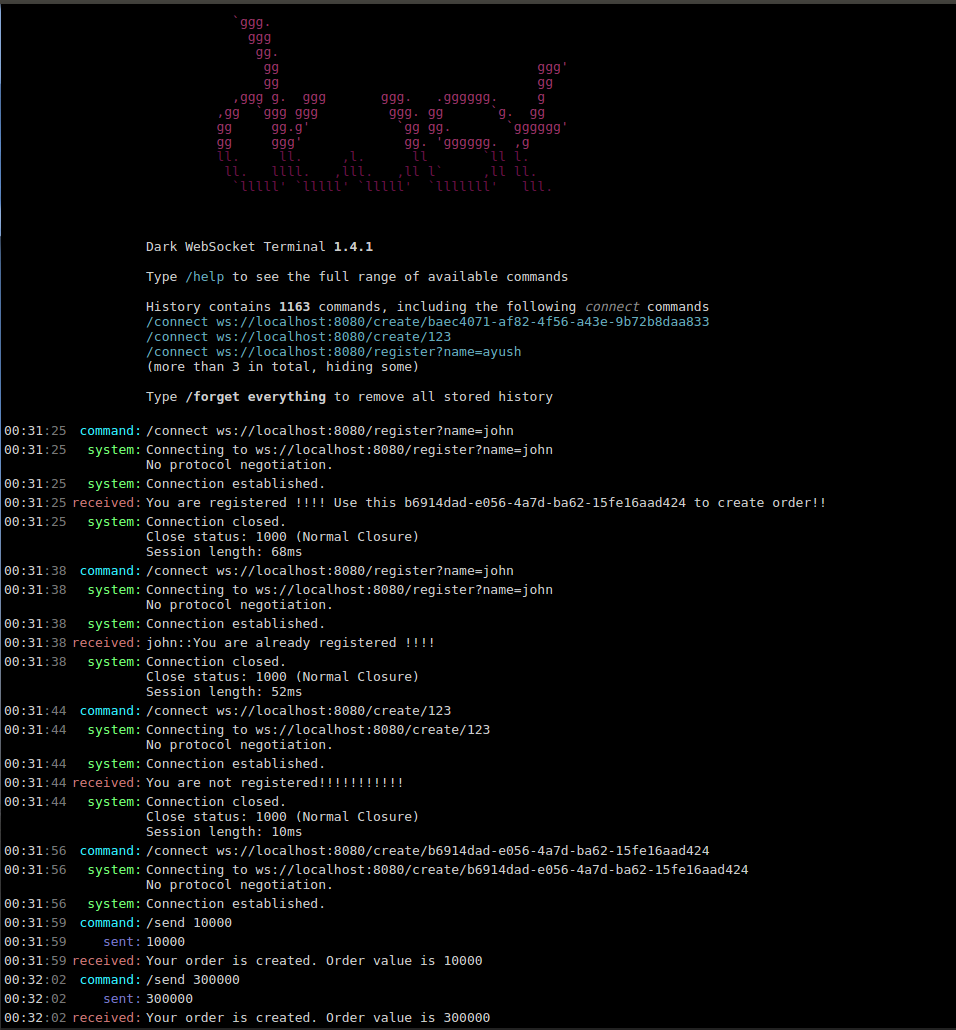 `ggg.
ggg
gg.
gg ggg'
gg gg
,ggg g. ggg ggg. .gggggg. g
,gg `ggg ggg ggg. gg `g. gg
gg gg.g' `gg gg. `gggggg'
gg ggg' gg. 'gggggg. ,g
ll. ll. ,l. ll `ll l.
ll. llll. ,lll. ,ll l` ,ll ll.
`lllll' `lllll' `lllll' `lllllll' lll.
Dark WebSocket Terminal 1.4.1
Type /help to see the full range of available commands
History contains 1163 commands, including the following connect commands
/connect ws://localhost:8080/create/baec4071-af82-4f56-a43e-9b72b8daa833
/connect ws://localhost:8080/create/123
/connect ws://localhost:8080/register?name=ayush
(more than 3 in total, hiding some)
Type /forget everything to remove all stored history
00:31:25 command: /connect ws://localhost:8080/register?name=john
00:31:25 system: Connecting to ws://localhost:8080/register?name=john
No protocol negotiation.
00:31:25 system: Connection established.
00:31:25 received: You are registered !!!! Use this b6914dad-e056-4a7d-ba62-15fe16aad424 to create order!!
00:31:25 system: Connection closed.
Close status: 1000 (Normal Closure)
Session length: 68ms
00:31:38 command: /connect ws://localhost:8080/register?name=john
00:31:38 system: Connecting to ws://localhost:8080/register?name=john
No protocol negotiation.
00:31:38 system: Connection established.
00:31:38 received: john::You are already registered !!!!
00:31:38 system: Connection closed.
Close status: 1000 (Normal Closure)
Session length: 52ms
00:31:44 command: /connect ws://localhost:8080/create/123
00:31:44 system: Connecting to ws://localhost:8080/create/123
No protocol negotiation.
00:31:44 system: Connection established.
00:31:44 received: You are not registered!!!!!!!!!!!
00:31:44 system: Connection closed.
Close status: 1000 (Normal Closure)
Session length: 10ms
00:31:56 command: /connect ws://localhost:8080/create/b6914dad-e056-4a7d-ba62-15fe16aad424
00:31:56 system: Connecting to ws://localhost:8080/create/b6914dad-e056-4a7d-ba62-15fe16aad424
No protocol negotiation.
00:31:56 system: Connection established.
00:31:59 command: /send 10000
00:31:59 sent: 10000
00:31:59 received: Your order is created. Order value is 10000
00:32:02 command: /send 300000
00:32:02 sent: 300000
00:32:02 received: Your order is created. Order value is 300000